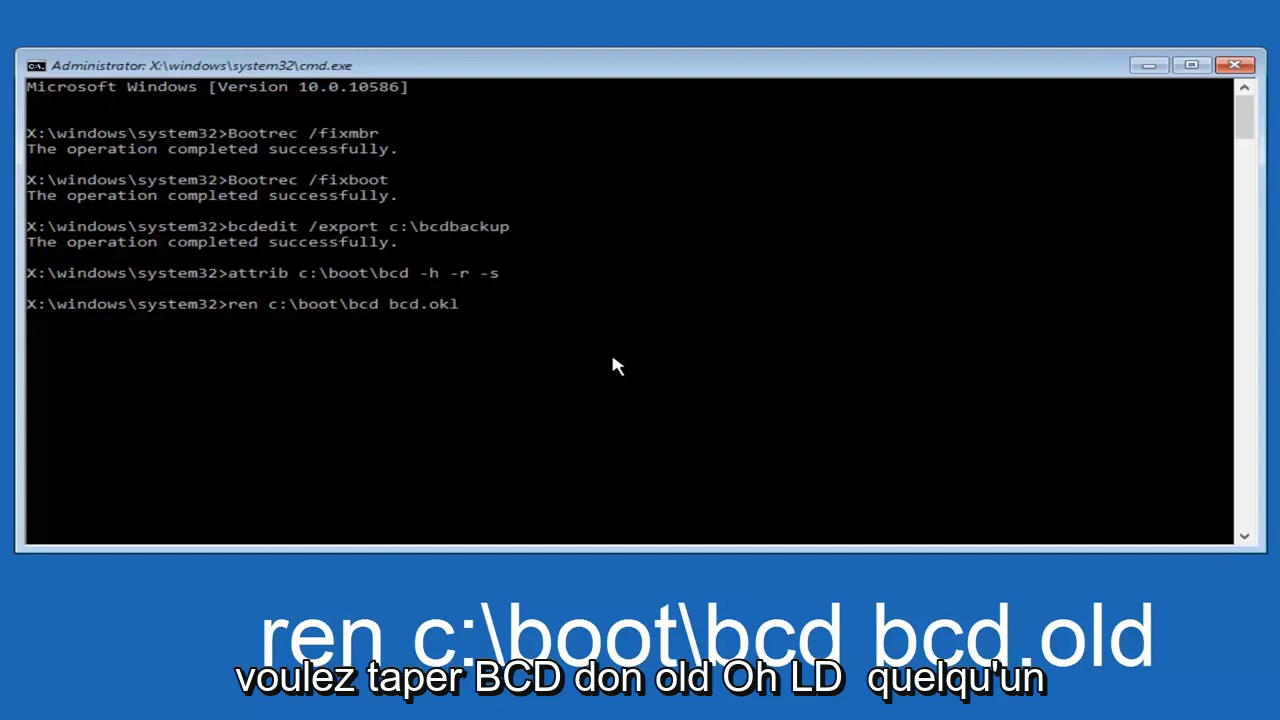 Administrator: X:\windows\system32\cmd.exe
Microsoft Windows [Version 10.0.10586]
X:\windows\system32>Bootrec /fixmbr
The operation completed successfully.
X:\windows\system32>Bootrec /fixboot
The operation completed successfully.
X:\windows\system32>bcdedit /export c:\bcdbackup
The operation completed successfully.
X:\windows\system32>attrib c:\boot\bcd -h -r -s
X:\windows\system32>ren c:\boot\bcd bcd.okl
ren c:\boot\bcd bcd.old
voulez taper BCD don old Oh LD quelqu'un